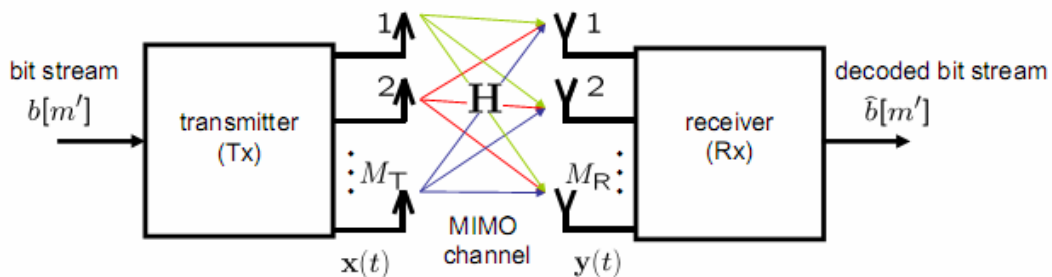 bit stream
b[m′]
transmitter
(Tx)
1
2
M_T
x(t)
H
MIMO
channel
1
2
M_R
y(t)
receiver
(Rx)
decoded bit stream
b̂[m′]